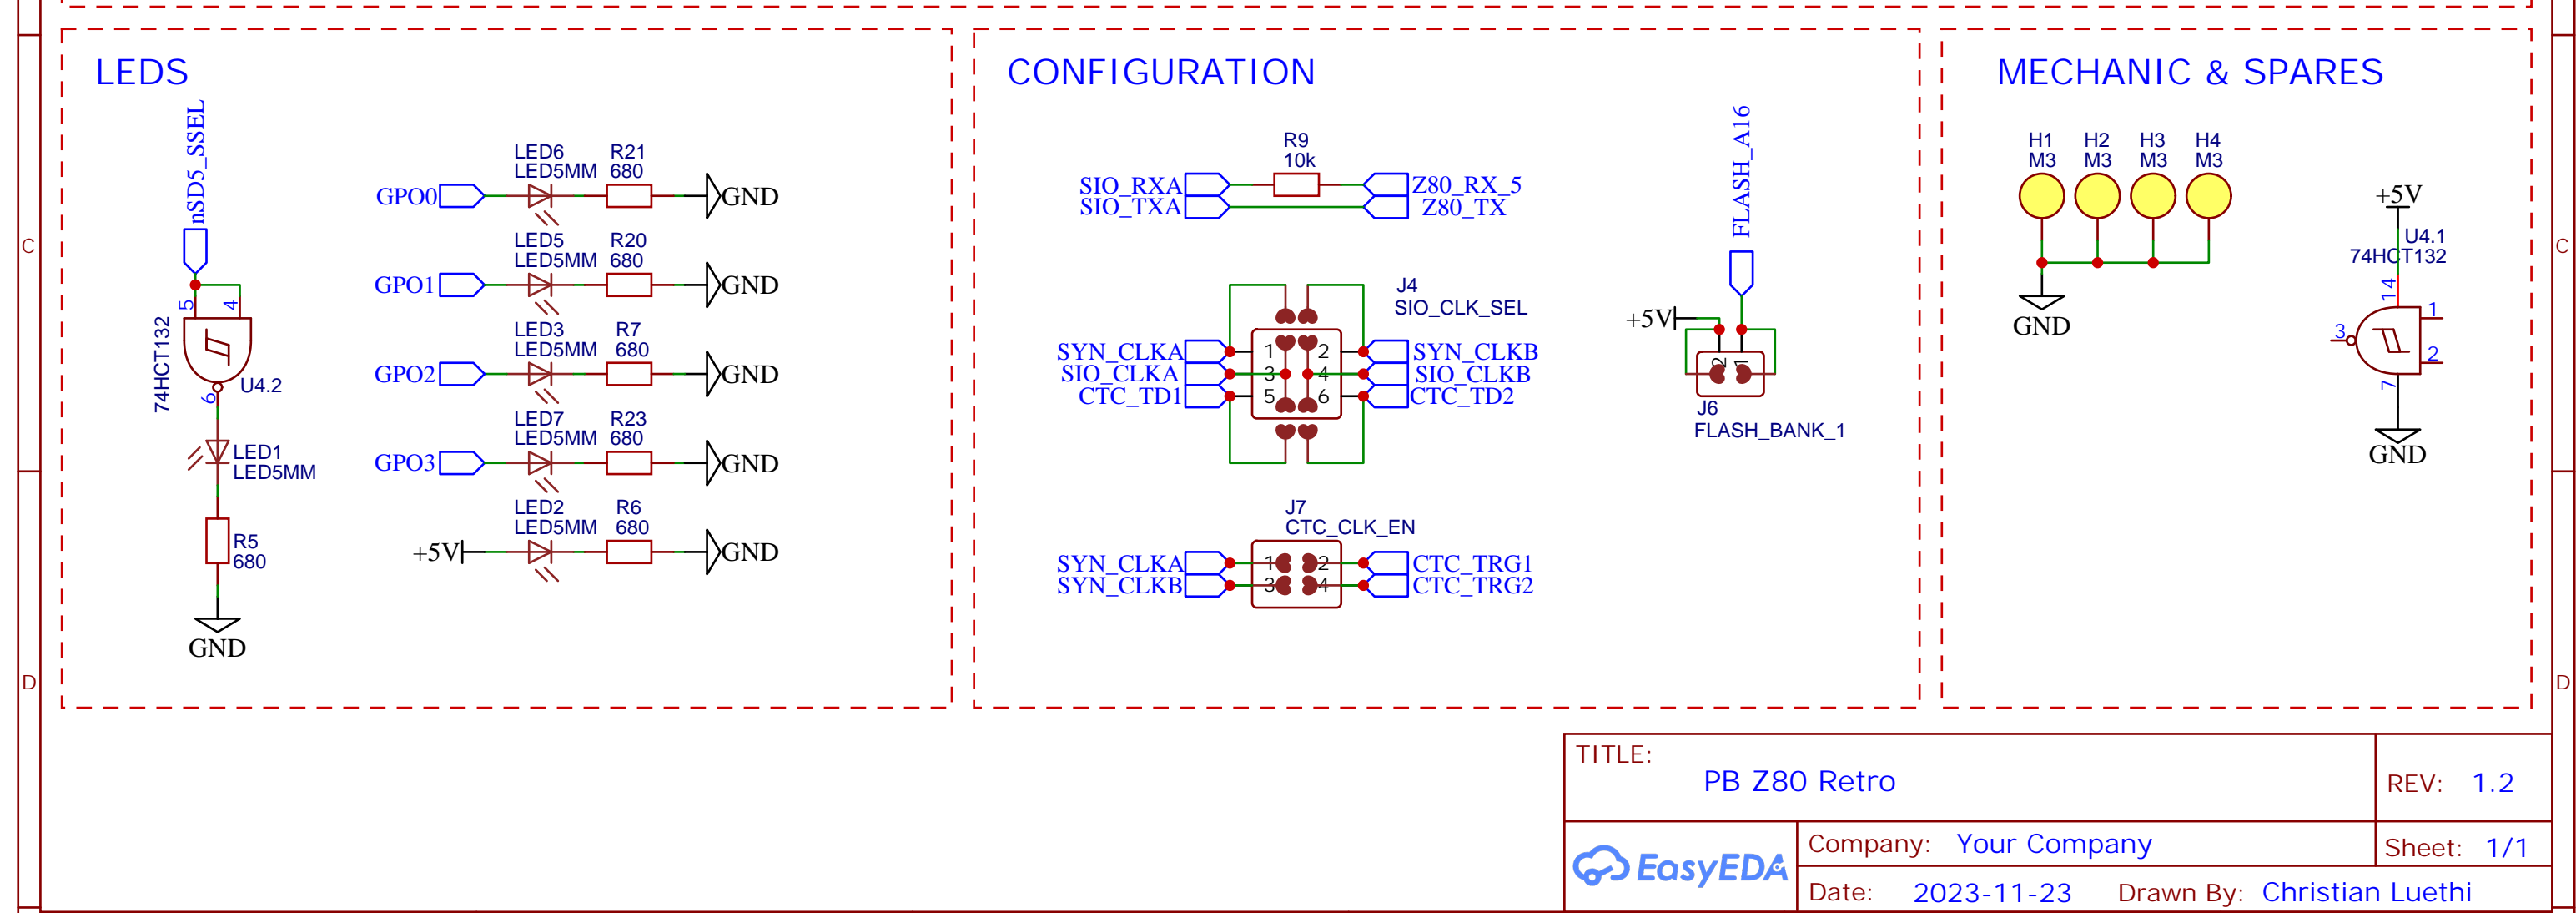 LEDS
nSD5_SSEL
5
4
74HCT132
U4.2
6
LED1
LED5MM
R5
680
GND
LED6 R21
LED5MM 680
GPO0 GND
LED5 R20
LED5MM 680
GPO1 GND
LED3 R7
LED5MM 680
GPO2 GND
LED7 R23
LED5MM 680
GPO3 GND
LED2 R6
LED5MM 680
+5V GND
CONFIGURATION
R9
10k
SIO_RXA Z80_RX_5
SIO_TXA Z80_TX
J4
SIO_CLK_SEL
SYN_CLKA 1 2 SYN_CLKB
SIO_CLKA 3 4 SIO_CLKB
CTC_TD1 5 6 CTC_TD2
J7
CTC_CLK_EN
SYN_CLKA 1 2 CTC_TRG1
SYN_CLKB 3 4 CTC_TRG2
FLASH_A16
+5V
2 1
J6
FLASH_BANK_1
MECHANIC & SPARES
H1 H2 H3 H4
M3 M3 M3 M3
GND
+5V
U4.1
74HCT132
14
1
3
2
7
GND
C
D
C
D
TITLE:
PB Z80 Retro
REV: 1.2
EasyEDA
Company: Your Company
Sheet: 1/1
Date: 2023-11-23 Drawn By: Christian Luethi